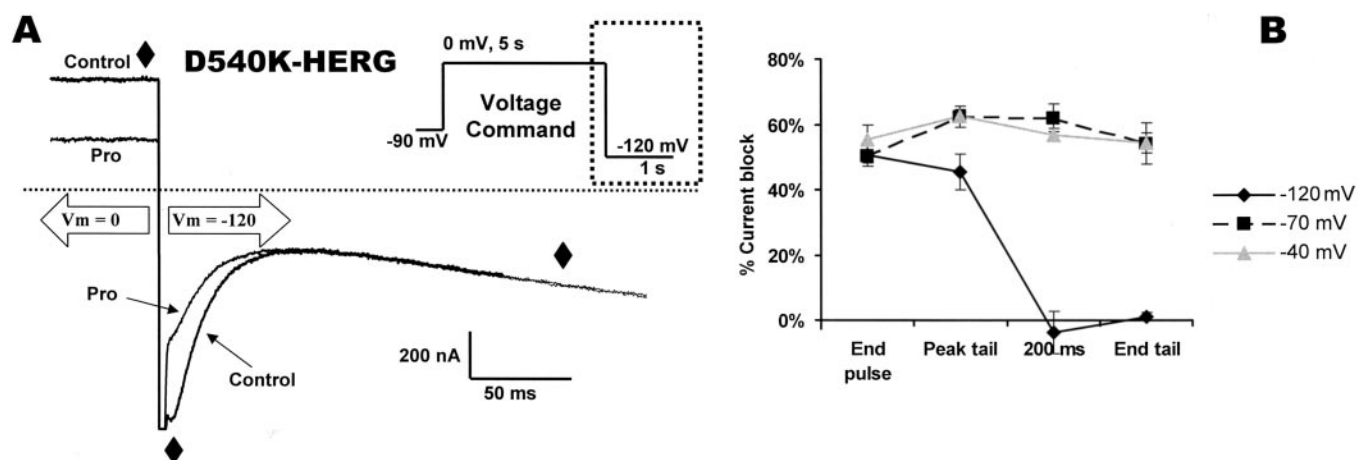 A
B
Control
D540K-HERG
0 mV, 5 s
Voltage
Command
-90 mV
-120 mV
1 s
Pro
Vm = 0
Vm = -120
Pro
Control
200 nA
50 ms
% Current block
80%
60%
40%
20%
0%
End
pulse
Peak tail
200 ms
End tail
-120 mV
-70 mV
-40 mV